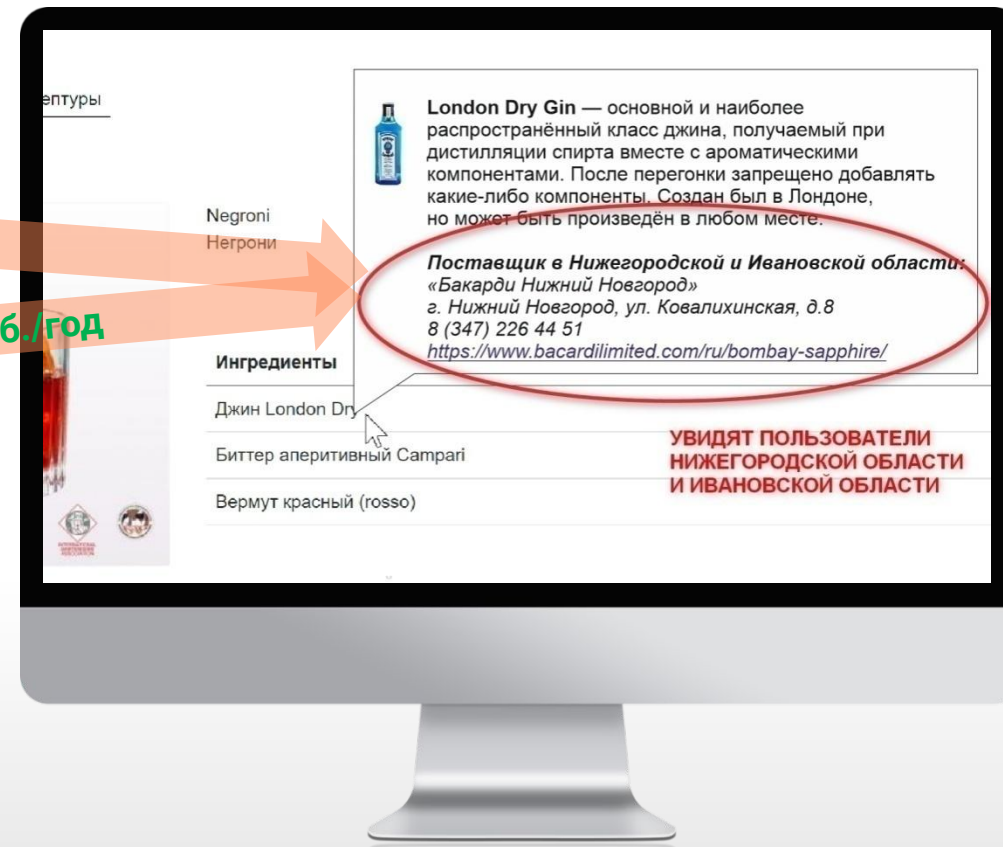 ептуры
London Dry Gin — основной и наиболее
распространённый класс джина, получаемый при
дистилляции спирта вместе с ароматическими
компонентами. После перегонки запрещено добавлять
какие-либо компоненты. Создан был в Лондоне,
но может быть произведён в любом месте.
Negroni
Негрони
Поставщик в Нижегородской и Ивановской области:
«Бакарди Нижний Новгород»
г. Нижний Новгород, ул. Ковалихинская, д.8
8 (347) 226 44 51
https://www.bacardilimited.com/ru/bombay-sapphire/
б./год
Ингредиенты
Джин London Dry
Биттер аперитивный Campari
Вермут красный (rosso)
УВИДЯТ ПОЛЬЗОВАТЕЛИ
НИЖЕГОРОДСКОЙ ОБЛАСТИ
И ИВАНОВСКОЙ ОБЛАСТИ